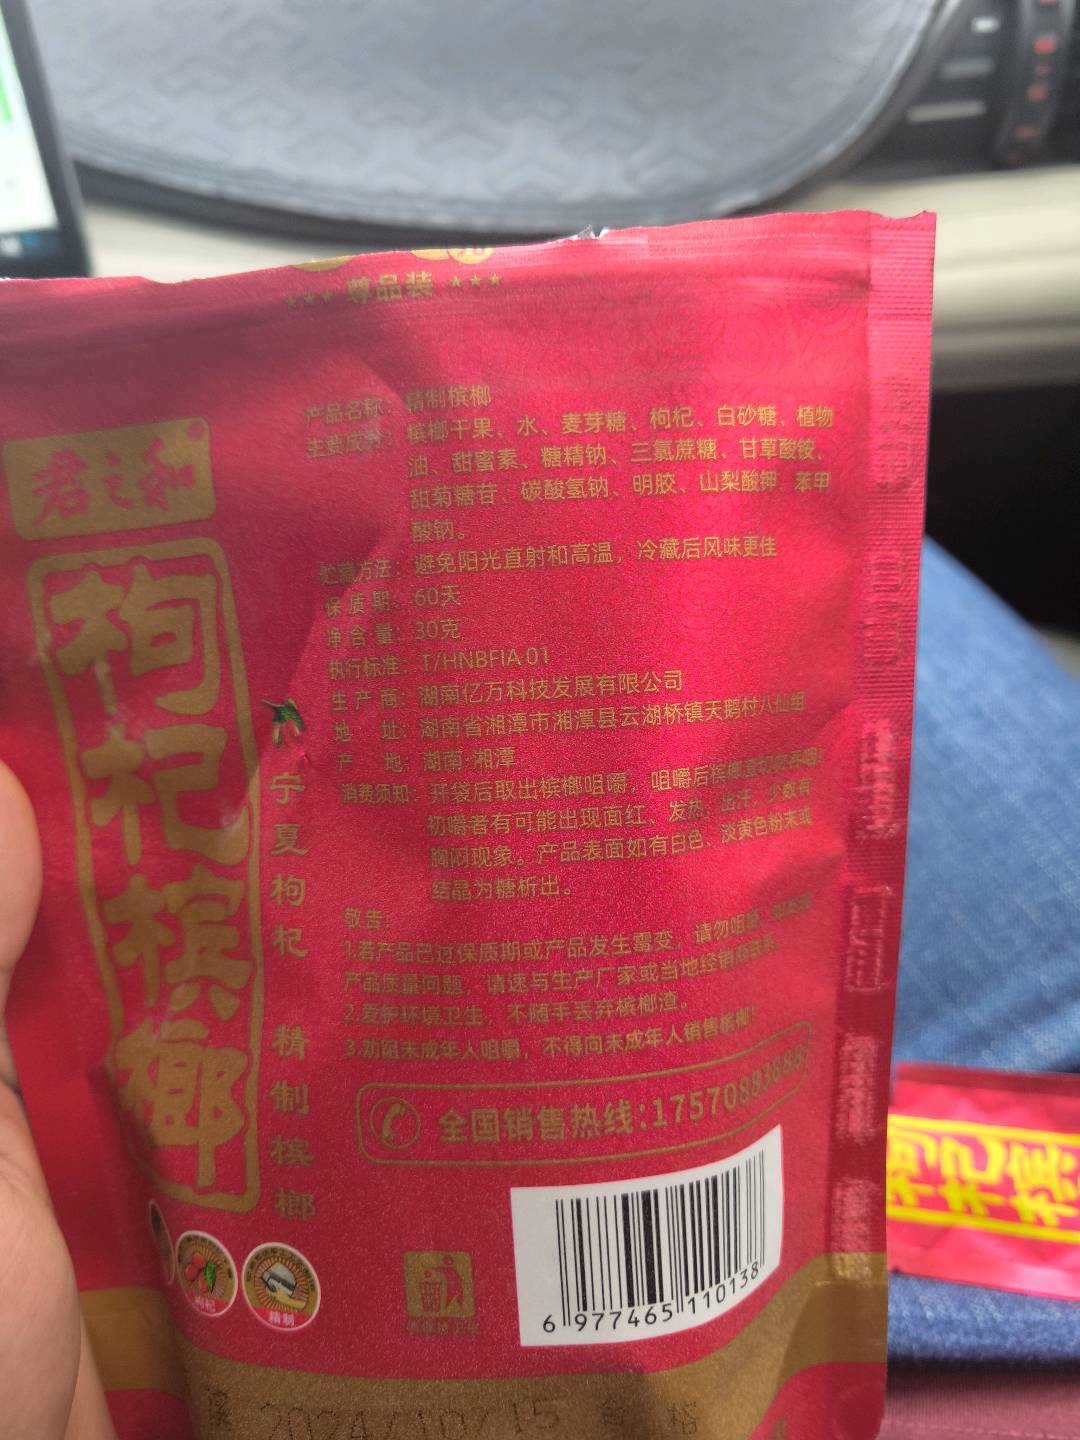 ★★★ 尊品装 ★★★
君之和
枸杞槟榔
宁夏枸杞 精制槟榔
产品名称：精制槟榔
主要成分：槟榔干果、水、麦芽糖、枸杞、白砂糖、植物
油、甜蜜素、糖精钠、三氯蔗糖、甘草酸铵、
甜菊糖苷、碳酸氢钠、明胶、山梨酸钾、苯甲
酸钠。
贮藏方法：避免阳光直射和高温，冷藏后风味更佳
保质期：60天
净含量：30克
执行标准：T/HNBFIA 01
生产商：湖南亿万科技发展有限公司
地址：湖南省湘潭市湘潭县云湖桥镇天鹅村八仙组
产地：湖南·湘潭
消费须知：开袋后取出槟榔咀嚼，咀嚼后槟榔渣切勿吞咽！
初嚼者有可能出现面红、发热、出汗，少数有
胸闷现象。产品表面如有白色、淡黄色粉末或
结晶为糖析出。
敬告：
1.若产品已过保质期或产品发生霉变，请勿咀嚼，
产品质量问题，请速与生产厂家或当地经销商联系。
2.爱护环境卫生，不随手丢弃槟榔渣。
3.劝阻未成年人咀嚼，不得向未成年人销售槟榔！
全国销售热线：17570883688
枸杞
精制
6 977465 110138
2024/10/15 合格
枸杞槟